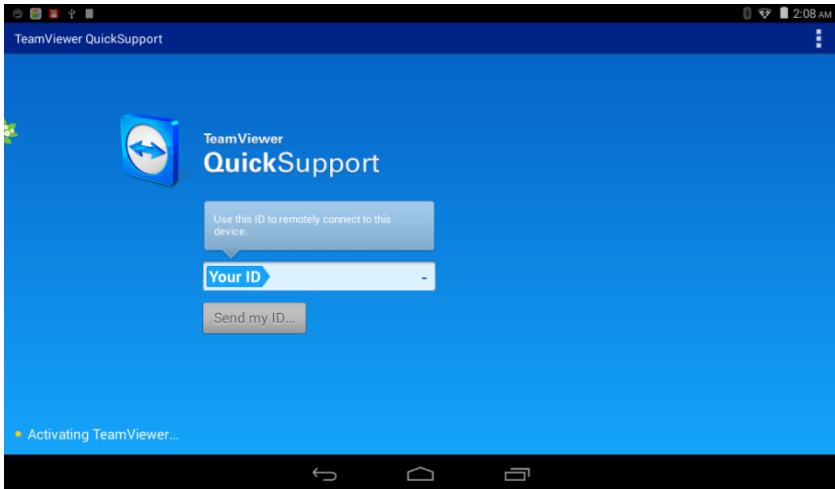 2:08 AM
TeamViewer QuickSupport
TeamViewer
QuickSupport
Use this ID to remotely connect to this
device.
Your ID -
Send my ID...
Activating TeamViewer...